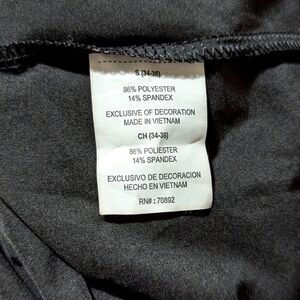 S (34-36)
86% POLYESTER
14% SPANDEX
EXCLUSIVE OF DECORATION
MADE IN VIETNAM
CH (34-36)
86% POLIÉSTER
14% SPANDEX
EXCLUSIVO DE DECORACION
HECHO EN VIETNAM
RN# : 70892